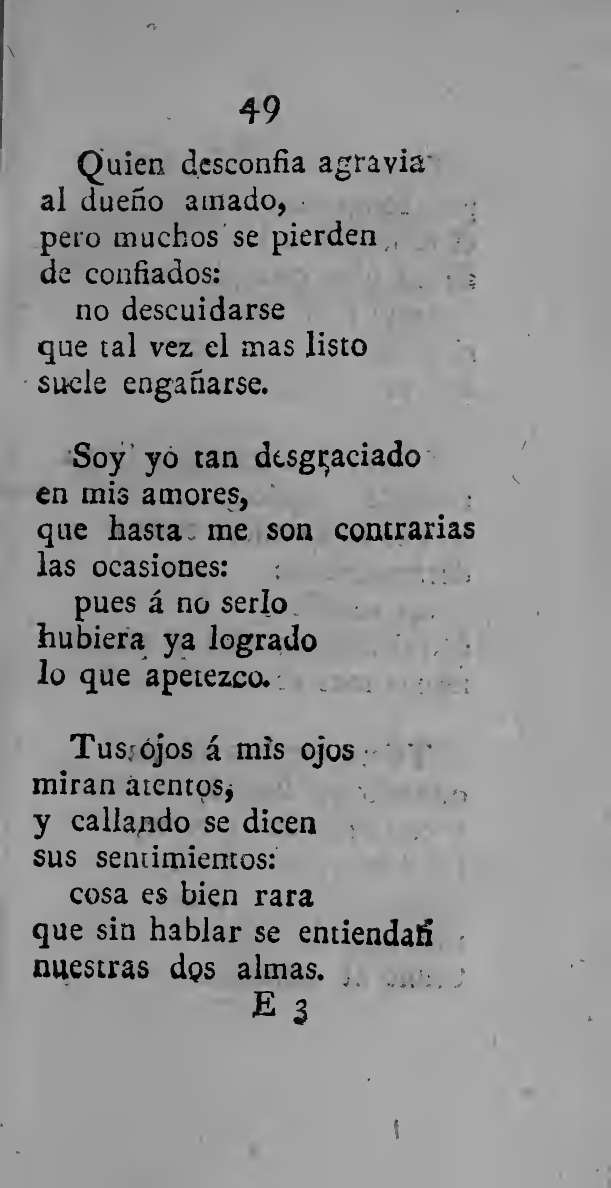 49
Quien desconfia agravia
al dueño amado,
pero muchos se pierden
de confiados:
no descuidarse
que tal vez el mas listo
suele engañarse.
Soy yo tan desgraciado
en mis amores,
que hasta me son contrarias
las ocasiones:
pues á no serlo
hubiera ya logrado
lo que apetezco.
Tus ojos á mis ojos
miran atentos,
y callando se dicen
sus sentimientos:
cosa es bien rara
que sin hablar se entiendan
nuestras dos almas.
E 3